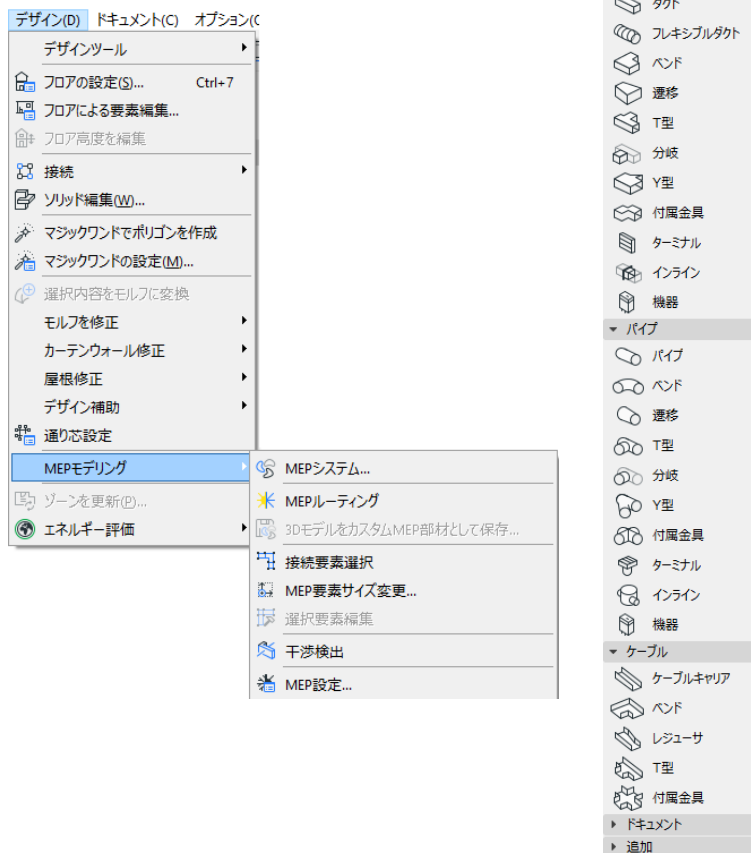 デザイン(D) ドキュメント(C) オプション(O
デザインツール
フロアの設定(S)... Ctrl+7
フロアによる要素編集...
フロア高度を編集
接続
ソリッド編集(W)...
マジックワンドでポリゴンを作成
マジックワンドの設定(M)...
選択内容をモルフに変換
モルフを修正
カーテンウォール修正
屋根修正
デザイン補助
通り芯設定
MEPモデリング
ゾーンを更新(P)...
エネルギー評価
MEPシステム...
MEPルーティング
3DモデルをカスタムMEP部材として保存...
接続要素選択
MEP要素サイズ変更...
選択要素編集
干渉検出
MEP設定...
ダクト
フレキシブルダクト
ベンド
遷移
T型
分岐
Y型
付属金具
ターミナル
インライン
機器
パイプ
パイプ
ベンド
遷移
T型
分岐
Y型
付属金具
ターミナル
インライン
機器
ケーブル
ケーブルキャリア
ベンド
レジューサ
T型
付属金具
ドキュメント
追加